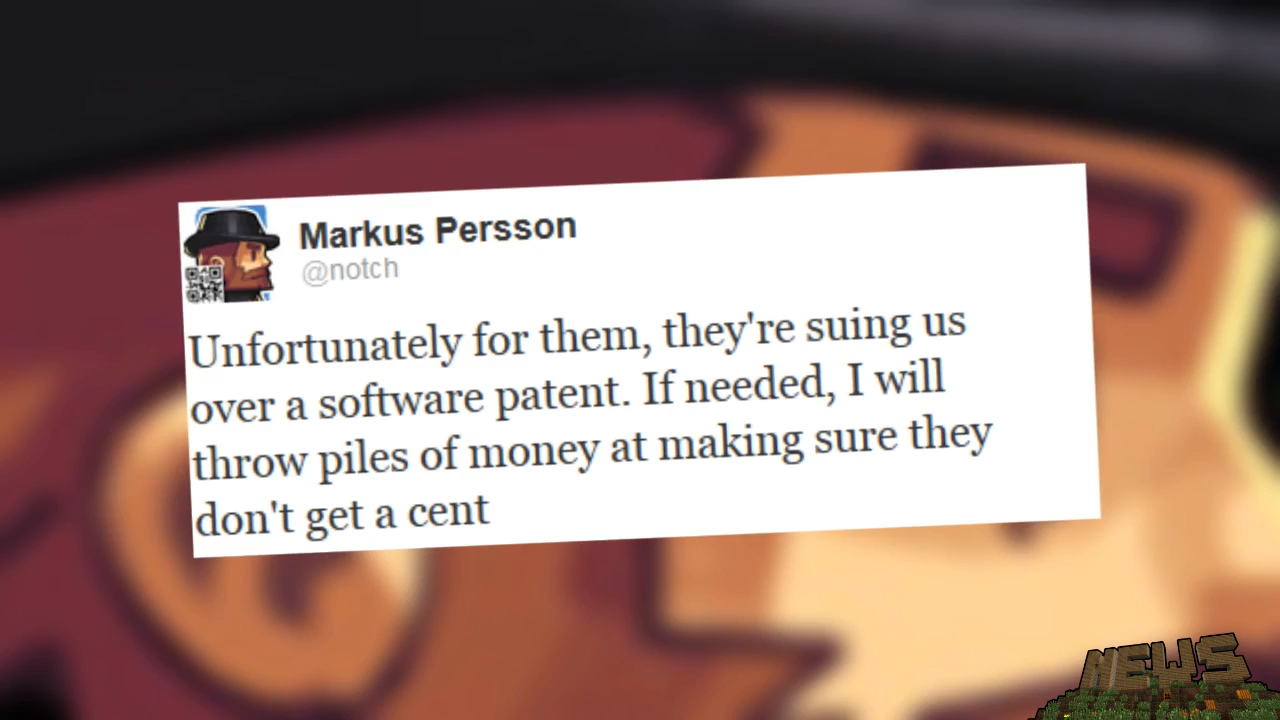 Markus Persson
@notch
Unfortunately for them, they're suing us
over a software patent. If needed, I will
throw piles of money at making sure they
don't get a cent
NEWS